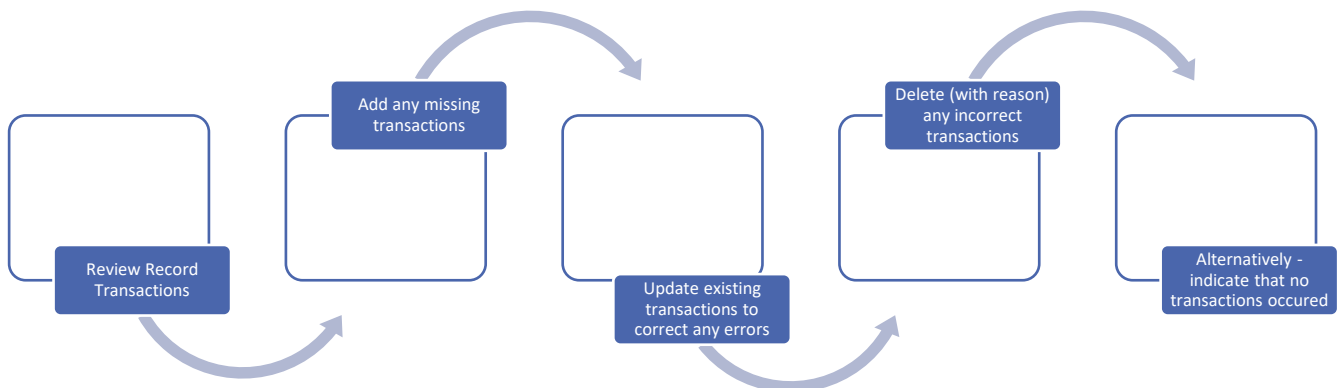 Review Record
Transactions
Add any missing
transactions
Update existing
transactions to
correct any errors
Delete (with reason)
any incorrect
transactions
Alternatively -
indicate that no
transactions occured